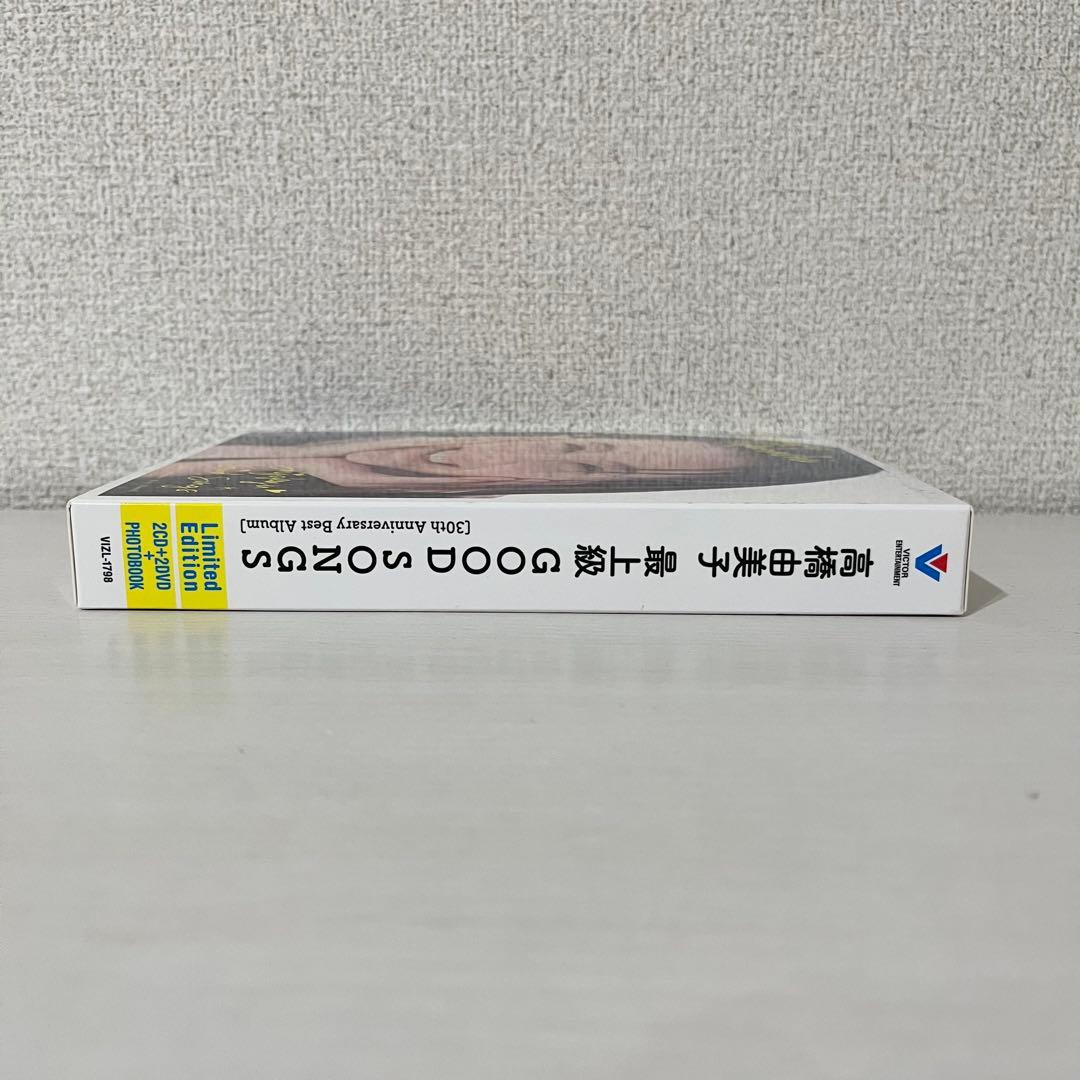 VICTOR
ENTERTAINMENT
高橋由美子 最上級 GOOD SONGS
[30th Anniversary Best Album]
Limited
Edition
2CD+2DVD
+
PHOTOBOOK
VIZL-1798